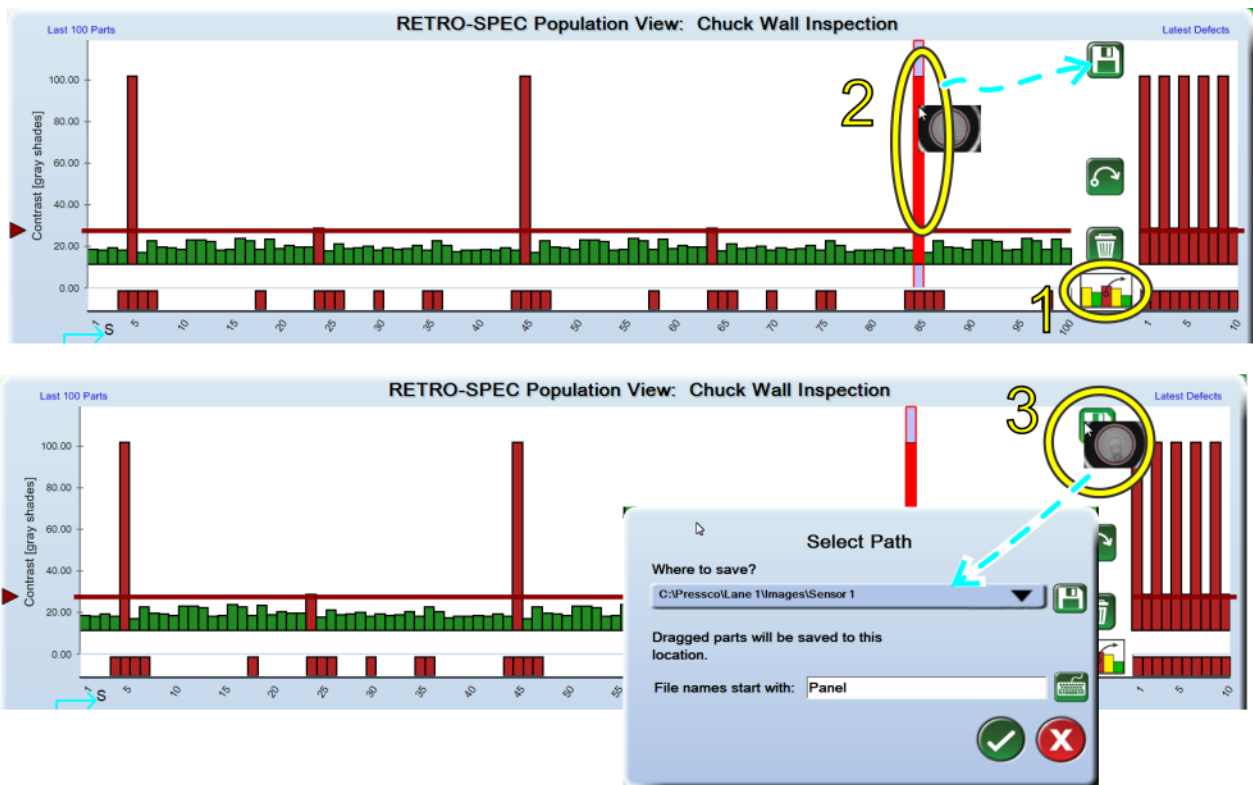 RETRO-SPEC Population View: Chuck Wall Inspection
Last 100 Parts
Latest Defects
2
100.00
80.00
60.00
40.00
20.00
0.00
Contrast [gray shades]
1
S
1 5 10 15 20 25 30 35 40 45 50 55 60 65 70 75 80 85 90 95 100
1 5 10
RETRO-SPEC Population View: Chuck Wall Inspection
Last 100 Parts
Latest Defects
3
100.00
80.00
60.00
40.00
20.00
0.00
Contrast [gray shades]
S
1 5 10 15 20 25 30 35 40 45 50 55
1 5 10
Select Path
Where to save?
C:\Pressco\Lane 1\Images\Sensor 1
Dragged parts will be saved to this
location.
File names start with: Panel